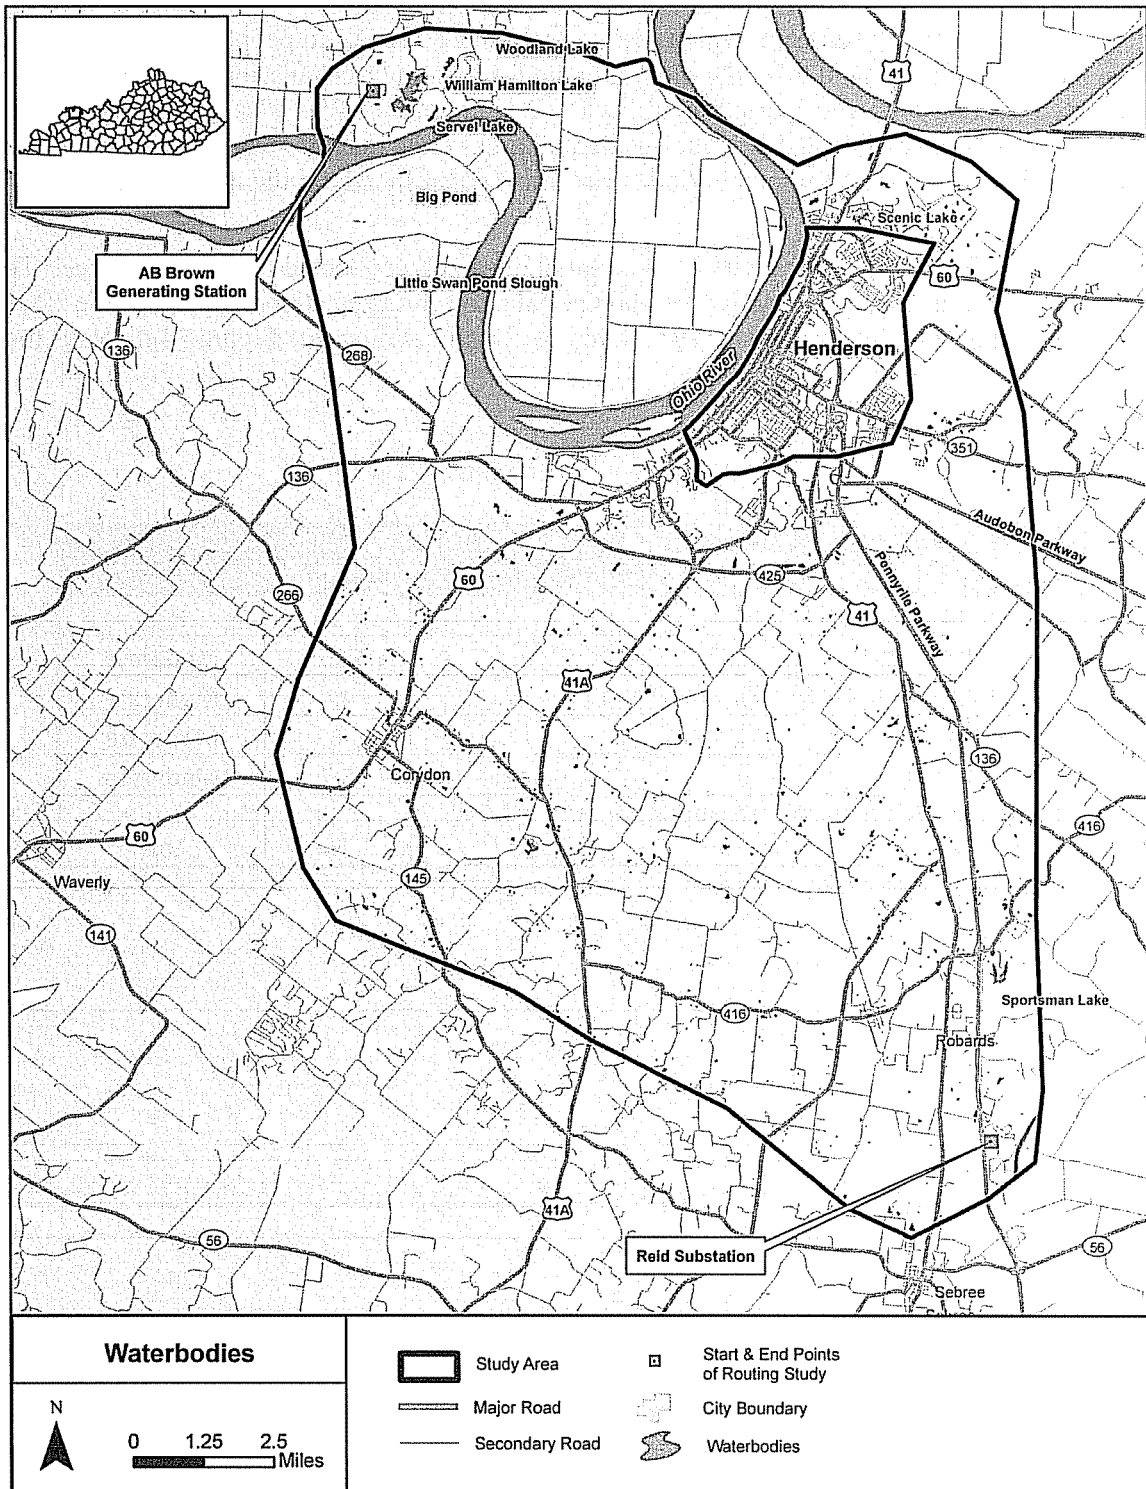 Woodland Lake
41
William Hamilton Lake
Servel Lake
Big Pond
Scenic Lake
AB Brown
Generating Station
60
Little Swan Pond Slough
136
268
Henderson
Ohio River
351
136
Audobon Parkway
425
60
266
41
Pennyrile Parkway
41A
136
Corydon
416
60
Waverly
145
141
Sportsman Lake
416
Robards
41A
56
Reid Substation
56
Sebree
Waterbodies
N
0 1.25 2.5
Miles
Study Area
Major Road
Secondary Road
Start & End Points
of Routing Study
City Boundary
Waterbodies